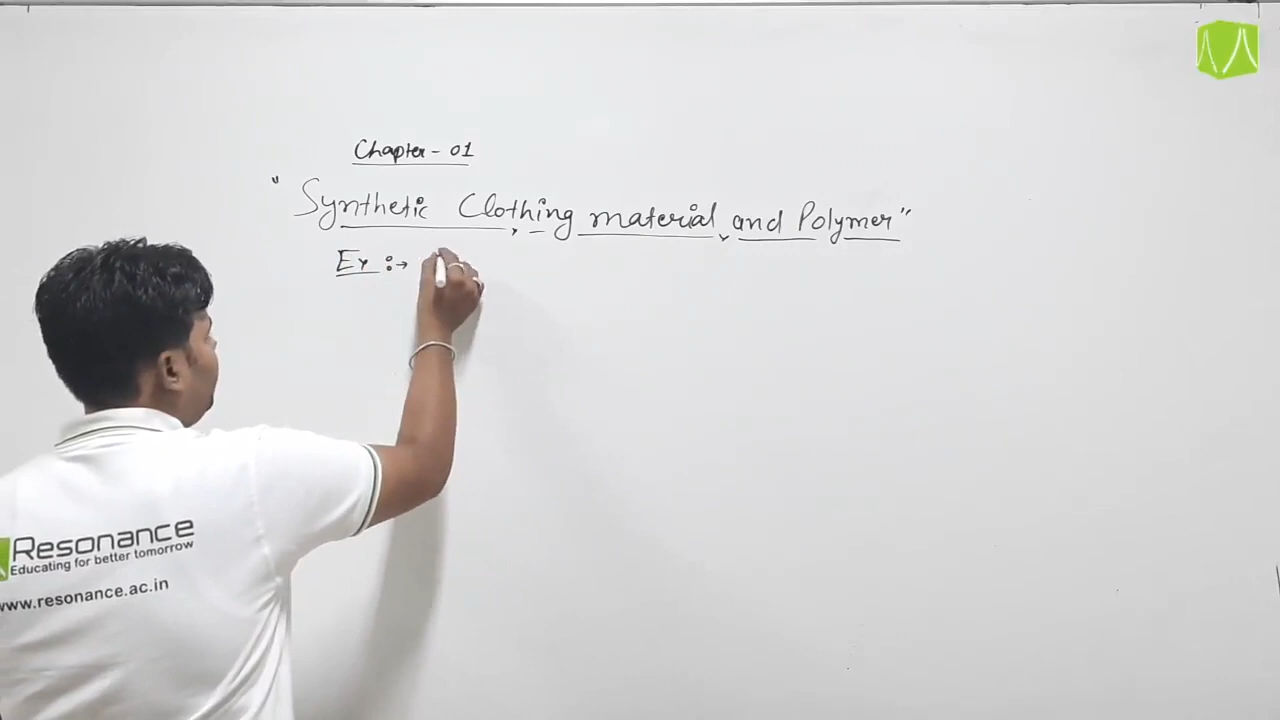 Chapter - 01
"Synthetic Clothing material and Polymer"
Ex :→
Resonance
Educating for better tomorrow
www.resonance.ac.in